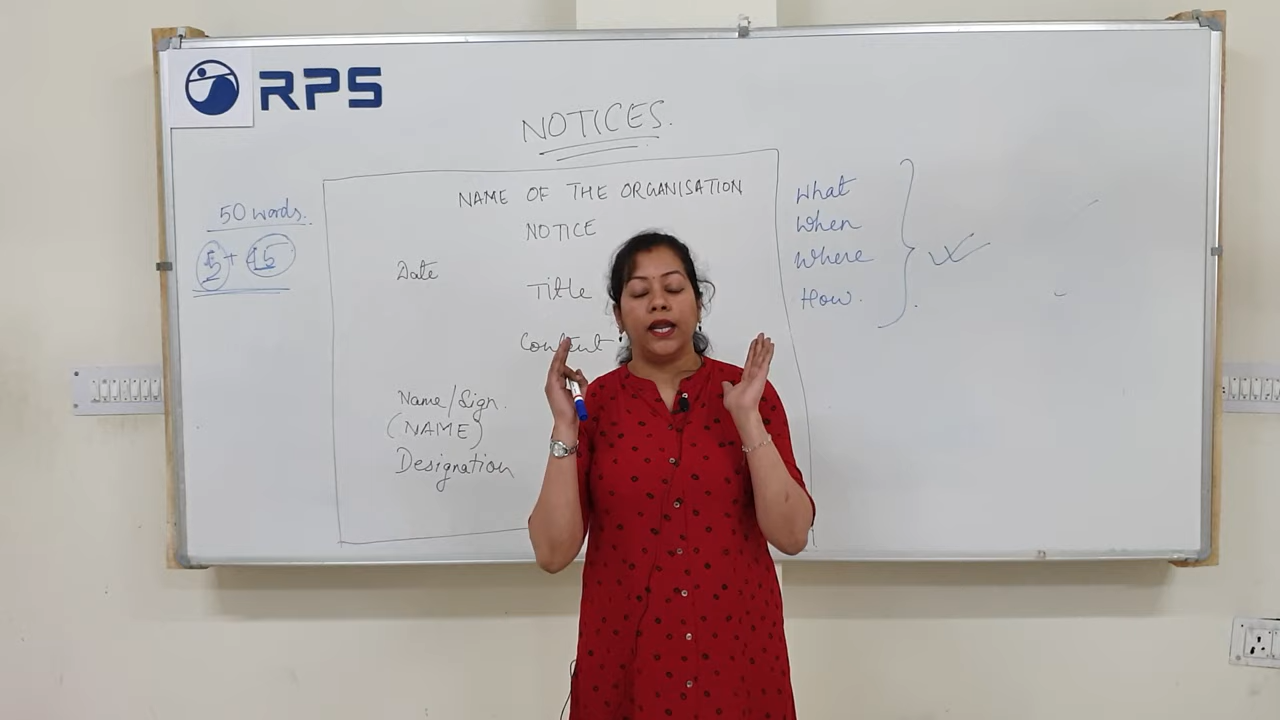 RPS
NOTICES.
50 words.
NAME OF THE ORGANISATION
NOTICE
Date
Title
Content
Name/Sign.
(NAME)
Designation
What
When
Where
How.